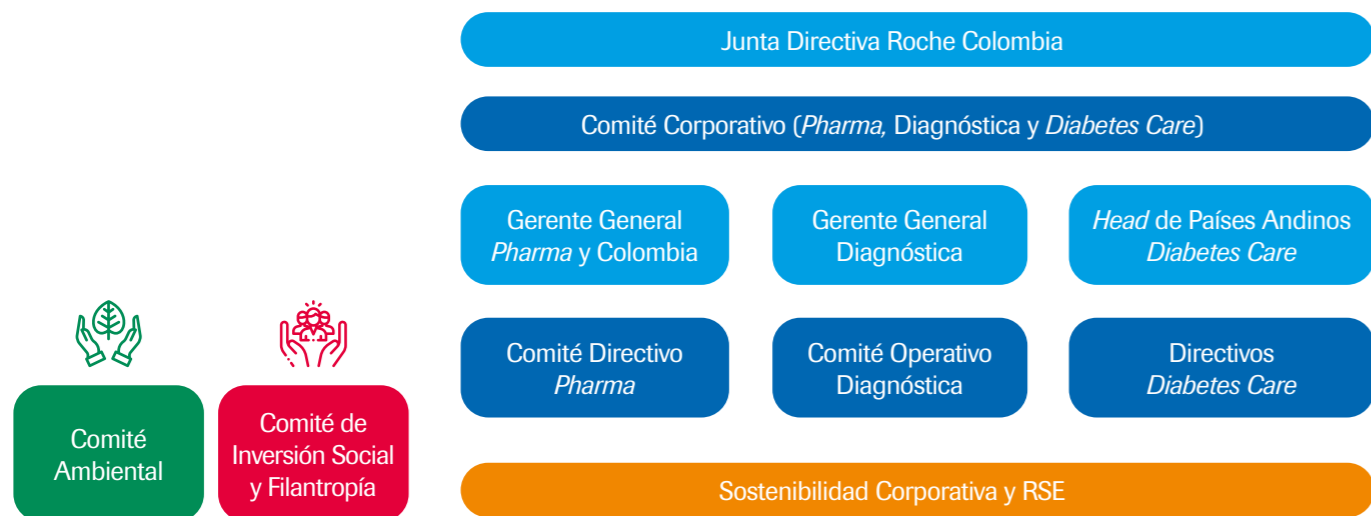 Junta Directiva Roche Colombia
Comité Corporativo (Pharma, Diagnóstica y Diabetes Care)
Gerente General
Pharma y Colombia
Gerente General
Diagnóstica
Head de Países Andinos
Diabetes Care
Comité Directivo
Pharma
Comité Operativo
Diagnóstica
Directivos
Diabetes Care
Comité
Ambiental
Comité de
Inversión Social
y Filantropía
Sostenibilidad Corporativa y RSE